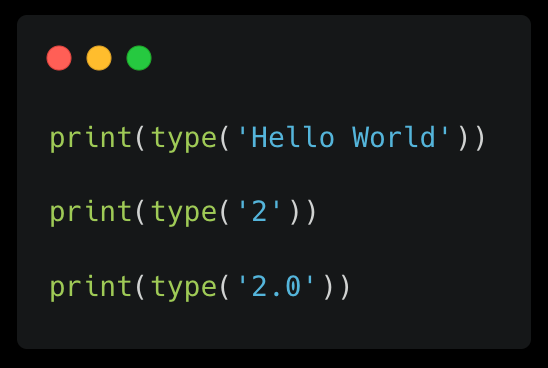 print(type('Hello World'))
print(type('2'))
print(type('2.0'))